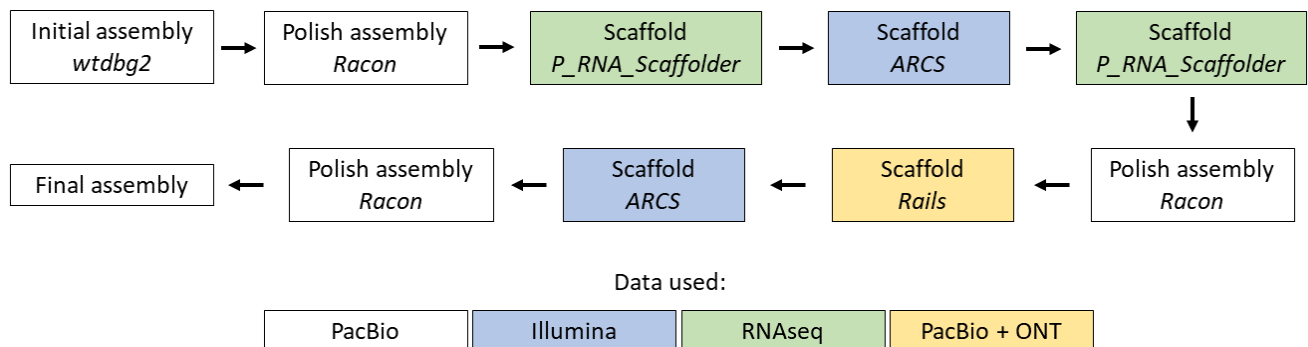 Initial assembly
wtdbg2
Polish assembly
Racon
Scaffold
P_RNA_Scaffolder
Scaffold
ARCS
Scaffold
P_RNA_Scaffolder
Polish assembly
Racon
Scaffold
Rails
Scaffold
ARCS
Polish assembly
Racon
Final assembly
Data used:
PacBio
Illumina
RNAseq
PacBio + ONT